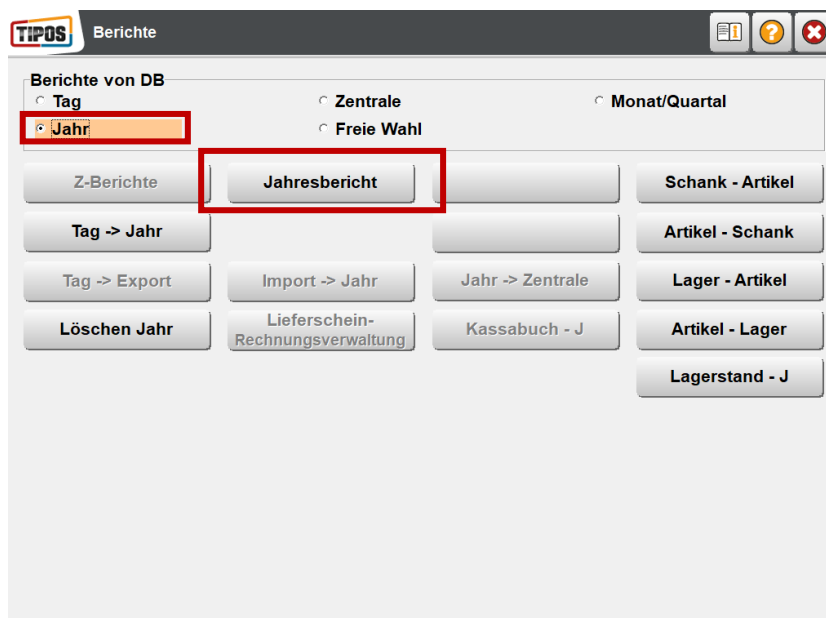 TIPOS Berichte
Berichte von DB
Tag Zentrale Monat/Quartal
Jahr Freie Wahl
Z-Berichte Jahresbericht Schank - Artikel
Tag -> Jahr Artikel - Schank
Tag -> Export Import -> Jahr Jahr -> Zentrale Lager - Artikel
Löschen Jahr Lieferschein-
Rechnungsverwaltung Kassabuch - J Artikel - Lager
Lagerstand - J